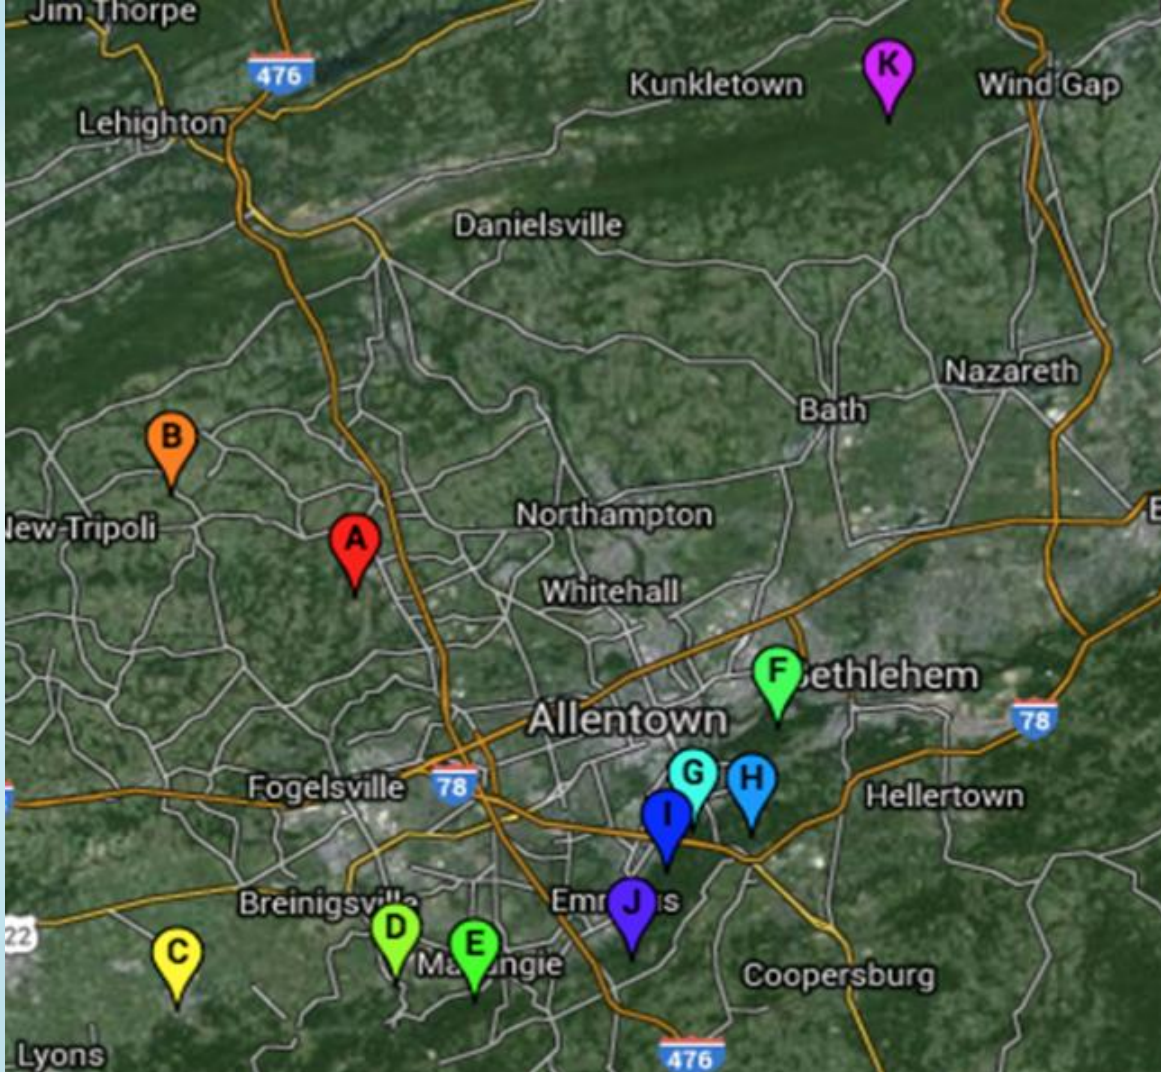 Jim Thorpe
476
K
Kunkletown
Wind Gap
Lehighton
Danielsville
Nazareth
Bath
B
New-Tripoli
Northampton
A
Whitehall
F
Bethlehem
Allentown
78
G
H
Fogelsville
78
I
Hellertown
Breinigsville
J
22
D
E
C
Coopersburg
Lyons
476